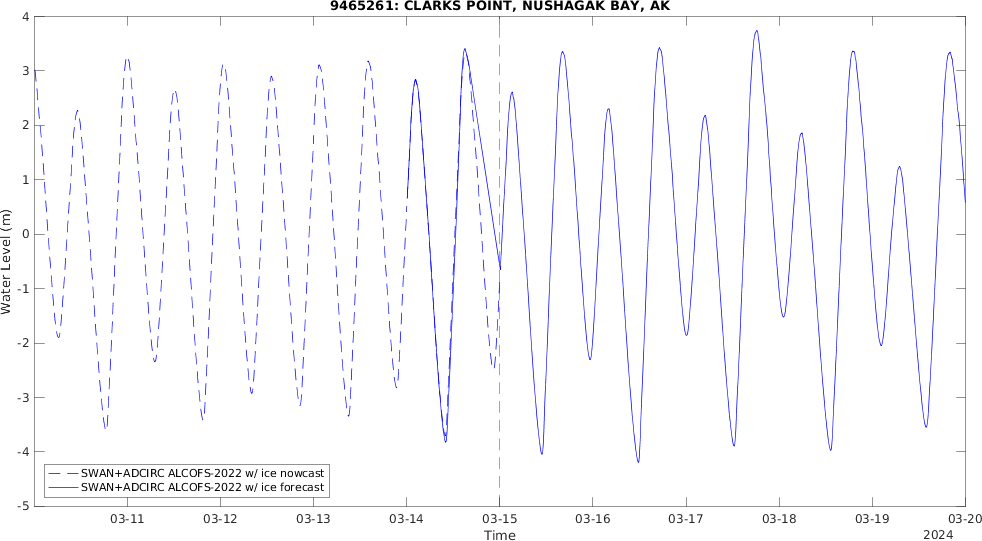 9465261: CLARKS POINT, NUSHAGAK BAY, AK
4
3
2
1
0
-1
-2
-3
-4
-5
Water Level (m)
SWAN+ADCIRC ALCOFS-2022 w/ ice nowcast
SWAN+ADCIRC ALCOFS-2022 w/ ice forecast
03-11 03-12 03-13 03-14 03-15 03-16 03-17 03-18 03-19 03-20
Time
2024